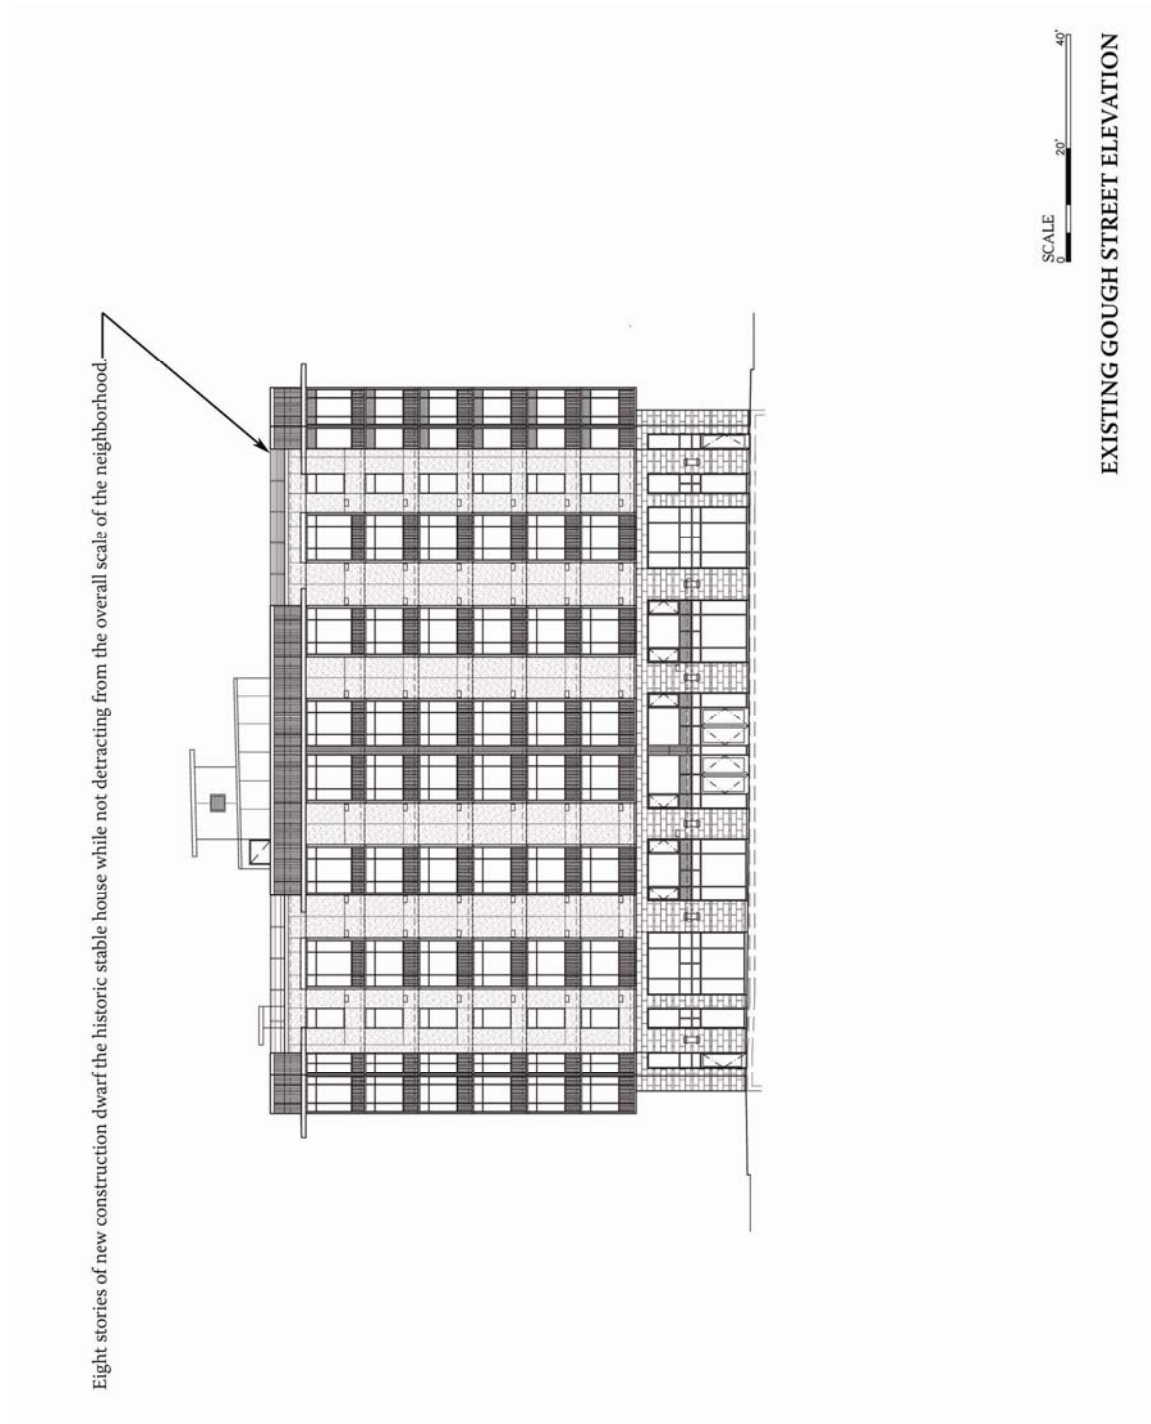 Eight stories of new construction dwarf the historic stable house while not detracting from the overall scale of the neighborhood.
SCALE
0 20' 40'
EXISTING GOUGH STREET ELEVATION